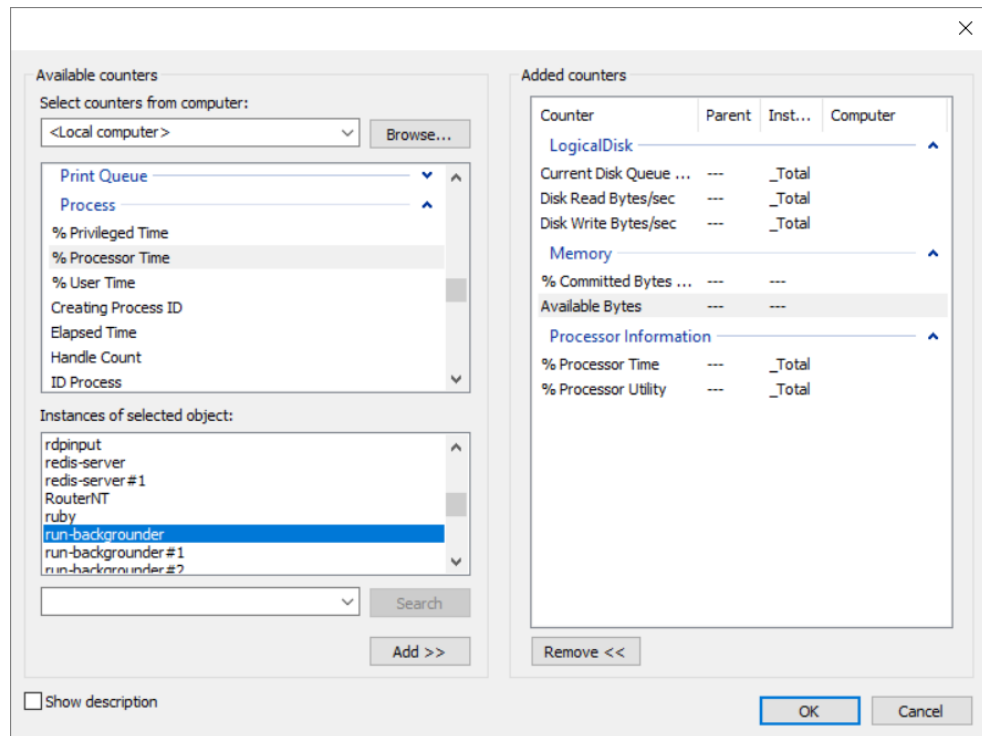 Available counters
Select counters from computer:
<Local computer>
Browse...
Print Queue
Process
% Privileged Time
% Processor Time
% User Time
Creating Process ID
Elapsed Time
Handle Count
ID Process
Instances of selected object:
rdpinput
redis-server
redis-server#1
RouterNT
ruby
run-backgrounder
run-backgrounder#1
run-backgrounder#2
Search
Add >>
Show description
Added counters
Counter Parent Inst... Computer
LogicalDisk
Current Disk Queue ... --- _Total
Disk Read Bytes/sec --- _Total
Disk Write Bytes/sec --- _Total
Memory
% Committed Bytes ... --- ---
Available Bytes --- ---
Processor Information
% Processor Time --- _Total
% Processor Utility --- _Total
Remove <<
OK
Cancel